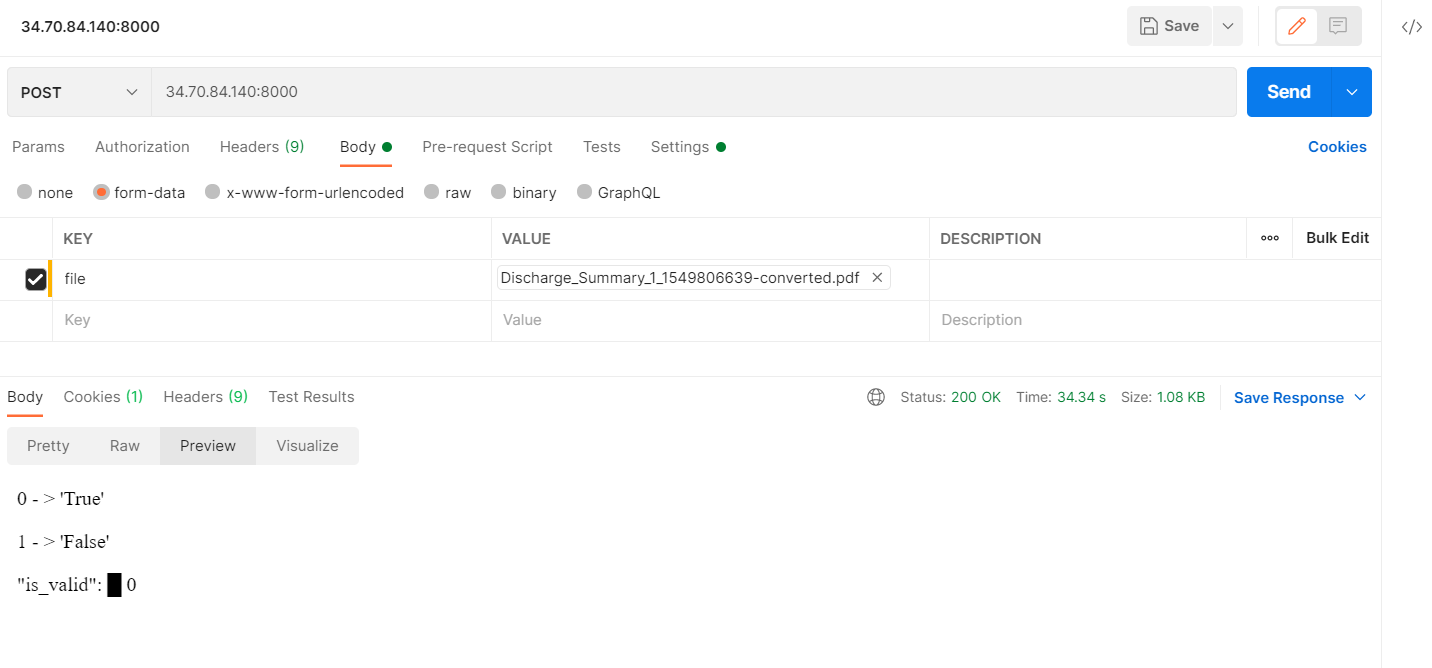 34.70.84.140:8000
Save
POST 34.70.84.140:8000 Send
Params Authorization Headers (9) Body Pre-request Script Tests Settings Cookies
none form-data x-www-form-urlencoded raw binary GraphQL
KEY VALUE DESCRIPTION Bulk Edit
file Discharge_Summary_1_1549806639-converted.pdf
Key Value Description
Body Cookies (1) Headers (9) Test Results Status: 200 OK Time: 34.34 s Size: 1.08 KB Save Response
Pretty Raw Preview Visualize
0 - > 'True'
1 - > 'False'
"is_valid": 0